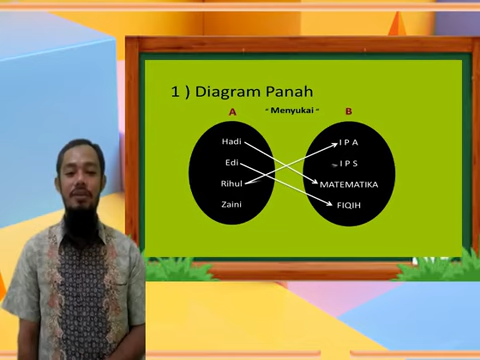 1 ) Diagram Panah
A " Menyukai " B
Hadi
Edi
Rihul
Zaini
I P A
I P S
MATEMATIKA
FIQIH